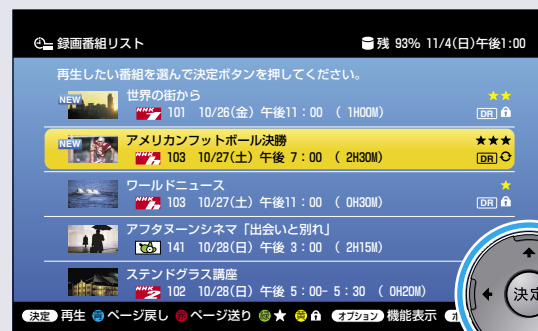 録画番組リスト 残 93% 11/4(日)午後1:00
再生したい番組を選んで決定ボタンを押してください。
NEW 世界の街から ★★
101 10/26(金) 午後11:00 ( 1H00M) DR
NEW アメリカンフットボール決勝 ★★★
103 10/27(土) 午後 7:00 ( 2H30M) DR
ワールドニュース ★
103 10/27(土) 午後11:00 ( 0H30M) DR
アフタヌーンシネマ「出会いと別れ」
141 10/28(日) 午後 3:00 ( 2H15M)
ステンドグラス講座
102 10/28(日) 午後 5:00- 5:30 ( 0H20M)
決定 再生 青 ページ戻し 赤 ページ送り 緑 ★ 黄 オプション 機能表示
決定